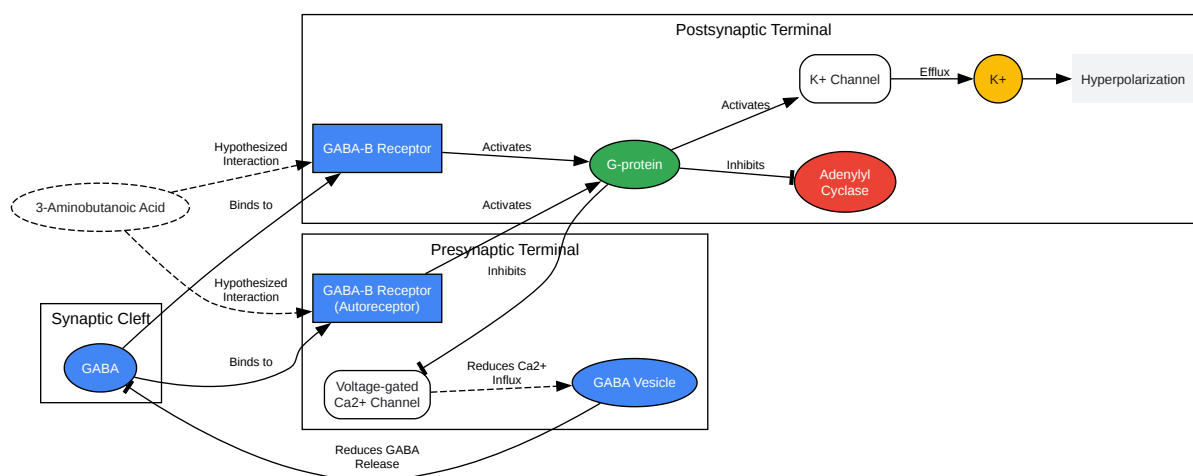 Postsynaptic Terminal
K+ Channel
Efflux
K+
Hyperpolarization
Activates
GABA-B Receptor
Activates
G-protein
Inhibits
Adenylyl
Cyclase
Hypothesized
Interaction
3-Aminobutanoic Acid
Binds to
Activates
Presynaptic Terminal
Inhibits
Hypothesized
Interaction
GABA-B Receptor
(Autoreceptor)
Synaptic Cleft
GABA
Binds to
Voltage-gated
Ca2+ Channel
Reduces Ca2+
Influx
GABA Vesicle
Reduces GABA
Release